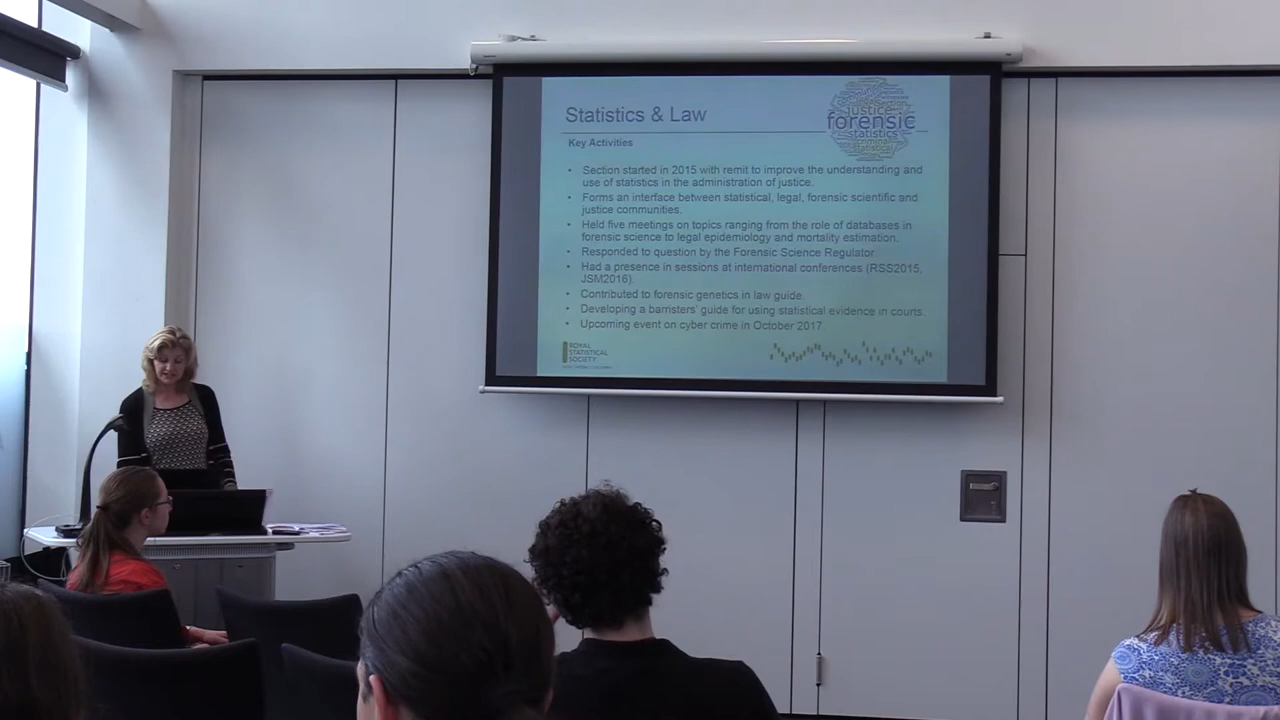 Statistics & Law
justice
forensic
statistics
Key Activities
• Section started in 2015 with remit to improve the understanding and
use of statistics in the administration of justice.
• Forms an interface between statistical, legal, forensic scientific and
justice communities.
• Held five meetings on topics ranging from the role of databases in
forensic science to legal epidemiology and mortality estimation.
• Responded to question by the Forensic Science Regulator
• Had a presence in sessions at international conferences (RSS2015,
JSM2016).
• Contributed to forensic genetics in law guide.
• Developing a barristers' guide for using statistical evidence in courts.
• Upcoming event on cyber crime in October 2017
ROYAL
STATISTICAL
SOCIETY